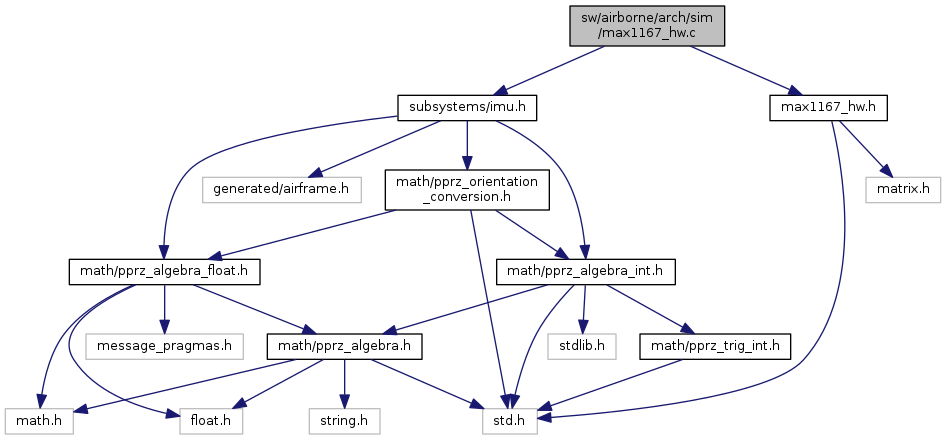 sw/airborne/arch/sim
/max1167_hw.c
subsystems/imu.h
max1167_hw.h
generated/airframe.h
math/pprz_orientation
_conversion.h
matrix.h
math/pprz_algebra_float.h
math/pprz_algebra_int.h
message_pragmas.h
math/pprz_algebra.h
stdlib.h
math/pprz_trig_int.h
math.h
float.h
string.h
std.h